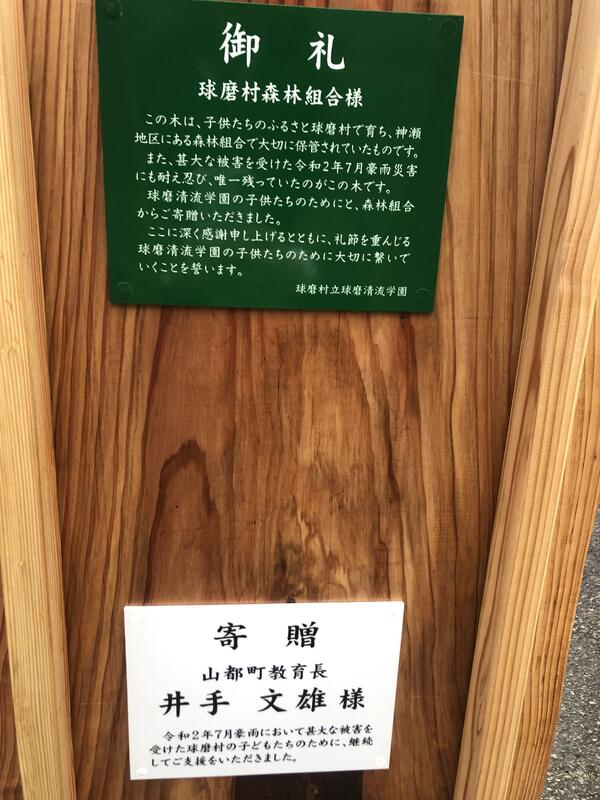 御 礼
球磨村森林組合様
この木は、子供たちのふるさと球磨村で育ち、神瀬
地区にある森林組合で大切に保管されていたものです。
また、甚大な被害を受けた令和2年7月豪雨災害
にも耐え忍び、唯一残っていたのがこの木です。
球磨清流学園の子供たちのためにと、森林組合
からご寄贈いただきました。
ここに深く感謝申し上げるとともに、礼節を重んじる
球磨清流学園の子供たちのために大切に繋いで
いくことを誓います。
球磨村立球磨清流学園
寄 贈
山都町教育長
井手 文雄 様
令和2年7月豪雨において甚大な被害を
受けた球磨村の子どもたちのために、継続
してご支援をいただきました。